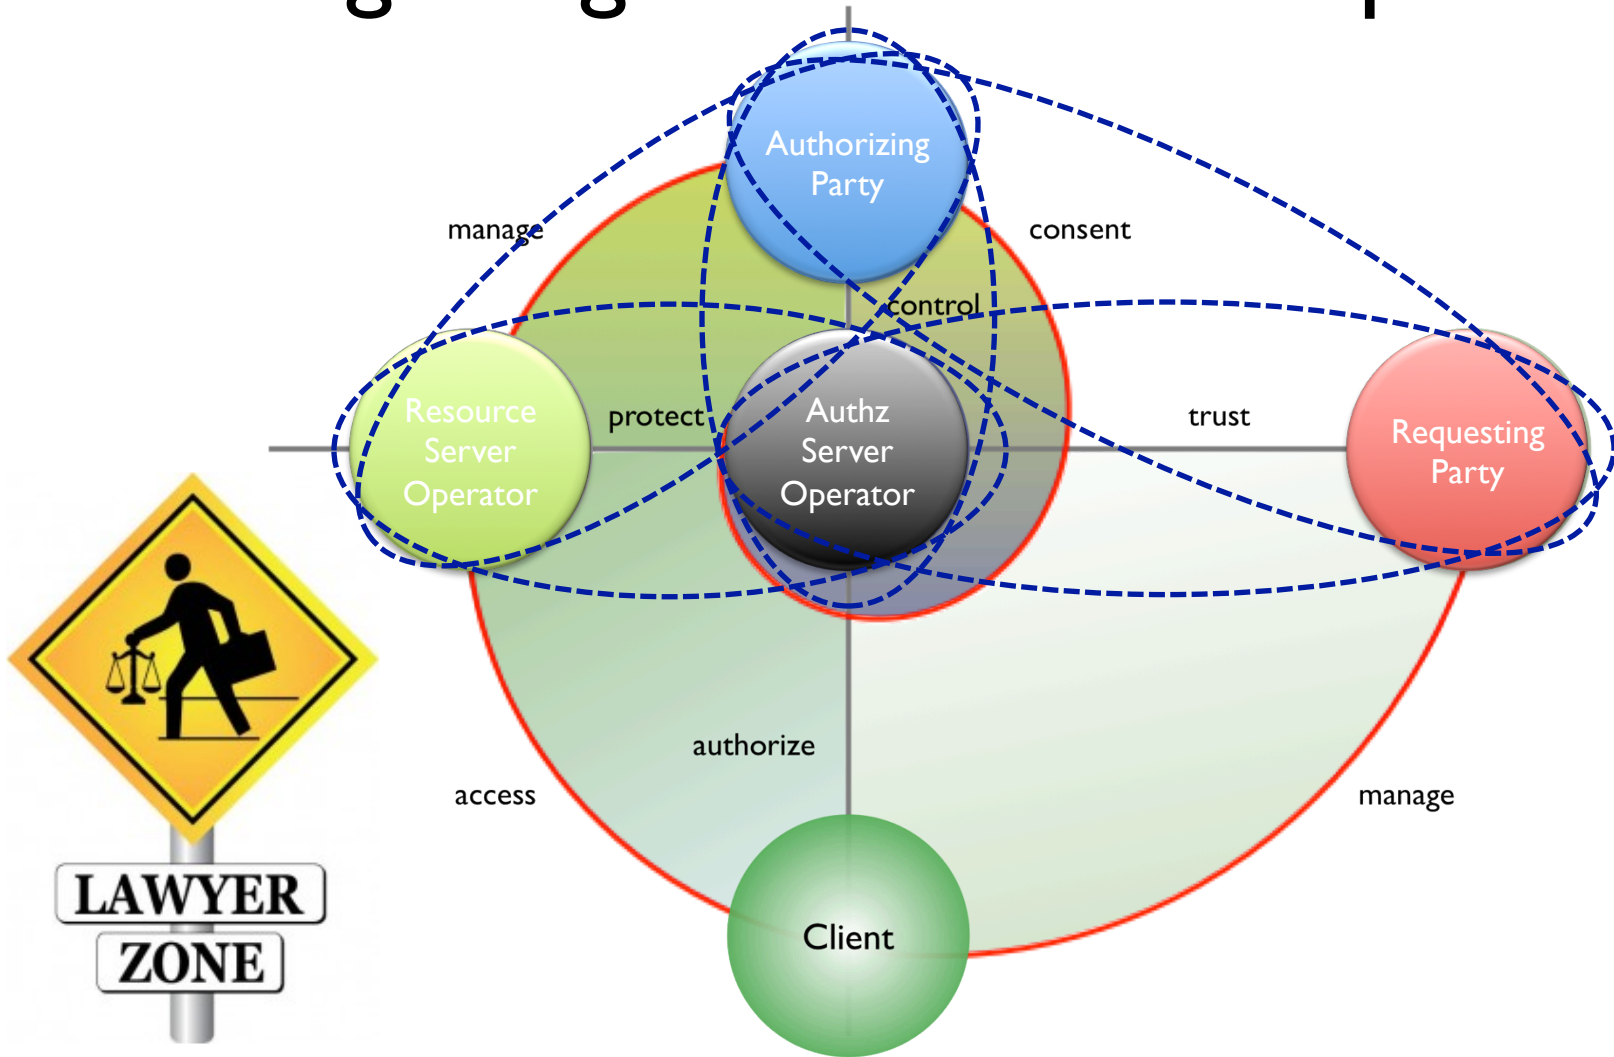 Authorizing
Party
manage
consent
control
Resource
Server
Operator
protect
Authz
Server
Operator
trust
Requesting
Party
authorize
access
manage
LAWYER
ZONE
Client